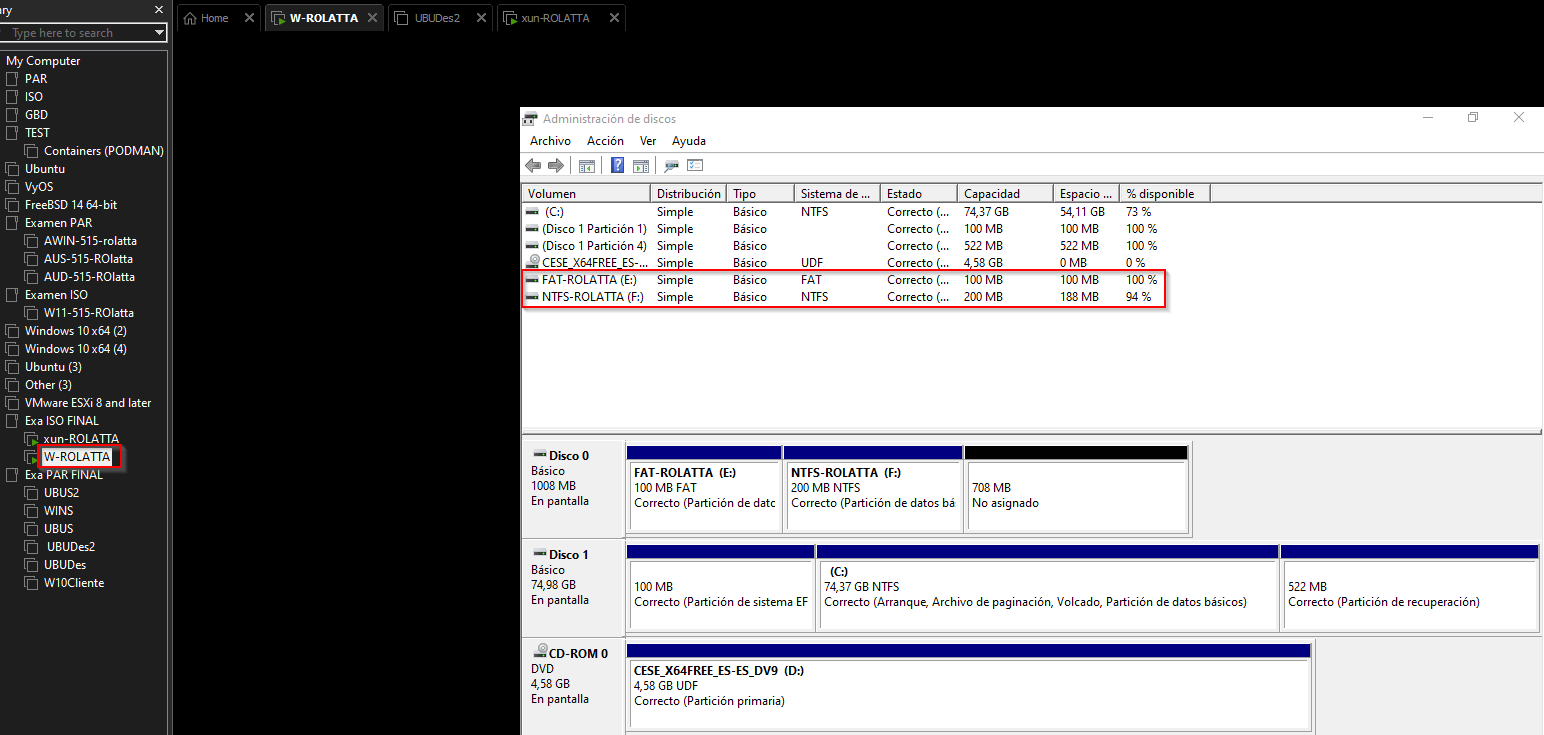 ry
Type here to search
My Computer
PAR
ISO
GBD
TEST
Containers (PODMAN)
Ubuntu
VyOS
FreeBSD 14 64-bit
Examen PAR
AWIN-515-rolatta
AUS-515-ROlatta
AUD-515-ROlatta
Examen ISO
W11-515-ROlatta
Windows 10 x64 (2)
Windows 10 x64 (4)
Ubuntu (3)
Other (3)
VMware ESXi 8 and later
Exa ISO FINAL
xun-ROLATTA
W-ROLATTA
Exa PAR FINAL
UBUS2
WINS
UBUS
UBUDes2
UBUDes
W10Cliente
Home W-ROLATTA UBUDes2 xun-ROLATTA
Administración de discos
Archivo Acción Ver Ayuda
Volumen Distribución Tipo Sistema de ... Estado Capacidad Espacio ... % disponible
(C:) Simple Básico NTFS Correcto (... 74,37 GB 54,11 GB 73 %
(Disco 1 Partición 1) Simple Básico Correcto (... 100 MB 100 MB 100 %
(Disco 1 Partición 4) Simple Básico Correcto (... 522 MB 522 MB 100 %
CESE_X64FREE_ES-... Simple Básico UDF Correcto (... 4,58 GB 0 MB 0 %
FAT-ROLATTA (E:) Simple Básico FAT Correcto (... 100 MB 100 MB 100 %
NTFS-ROLATTA (F:) Simple Básico NTFS Correcto (... 200 MB 188 MB 94 %
Disco 0
Básico
1008 MB
En pantalla
FAT-ROLATTA (E:)
100 MB FAT
Correcto (Partición de datc
NTFS-ROLATTA (F:)
200 MB NTFS
Correcto (Partición de datos bá
708 MB
No asignado
Disco 1
Básico
74,98 GB
En pantalla
100 MB
Correcto (Partición de sistema EF
(C:)
74,37 GB NTFS
Correcto (Arranque, Archivo de paginación, Volcado, Partición de datos básicos)
522 MB
Correcto (Partición de recuperación)
CD-ROM 0
DVD
4,58 GB
En pantalla
CESE_X64FREE_ES-ES_DV9 (D:)
4,58 GB UDF
Correcto (Partición primaria)